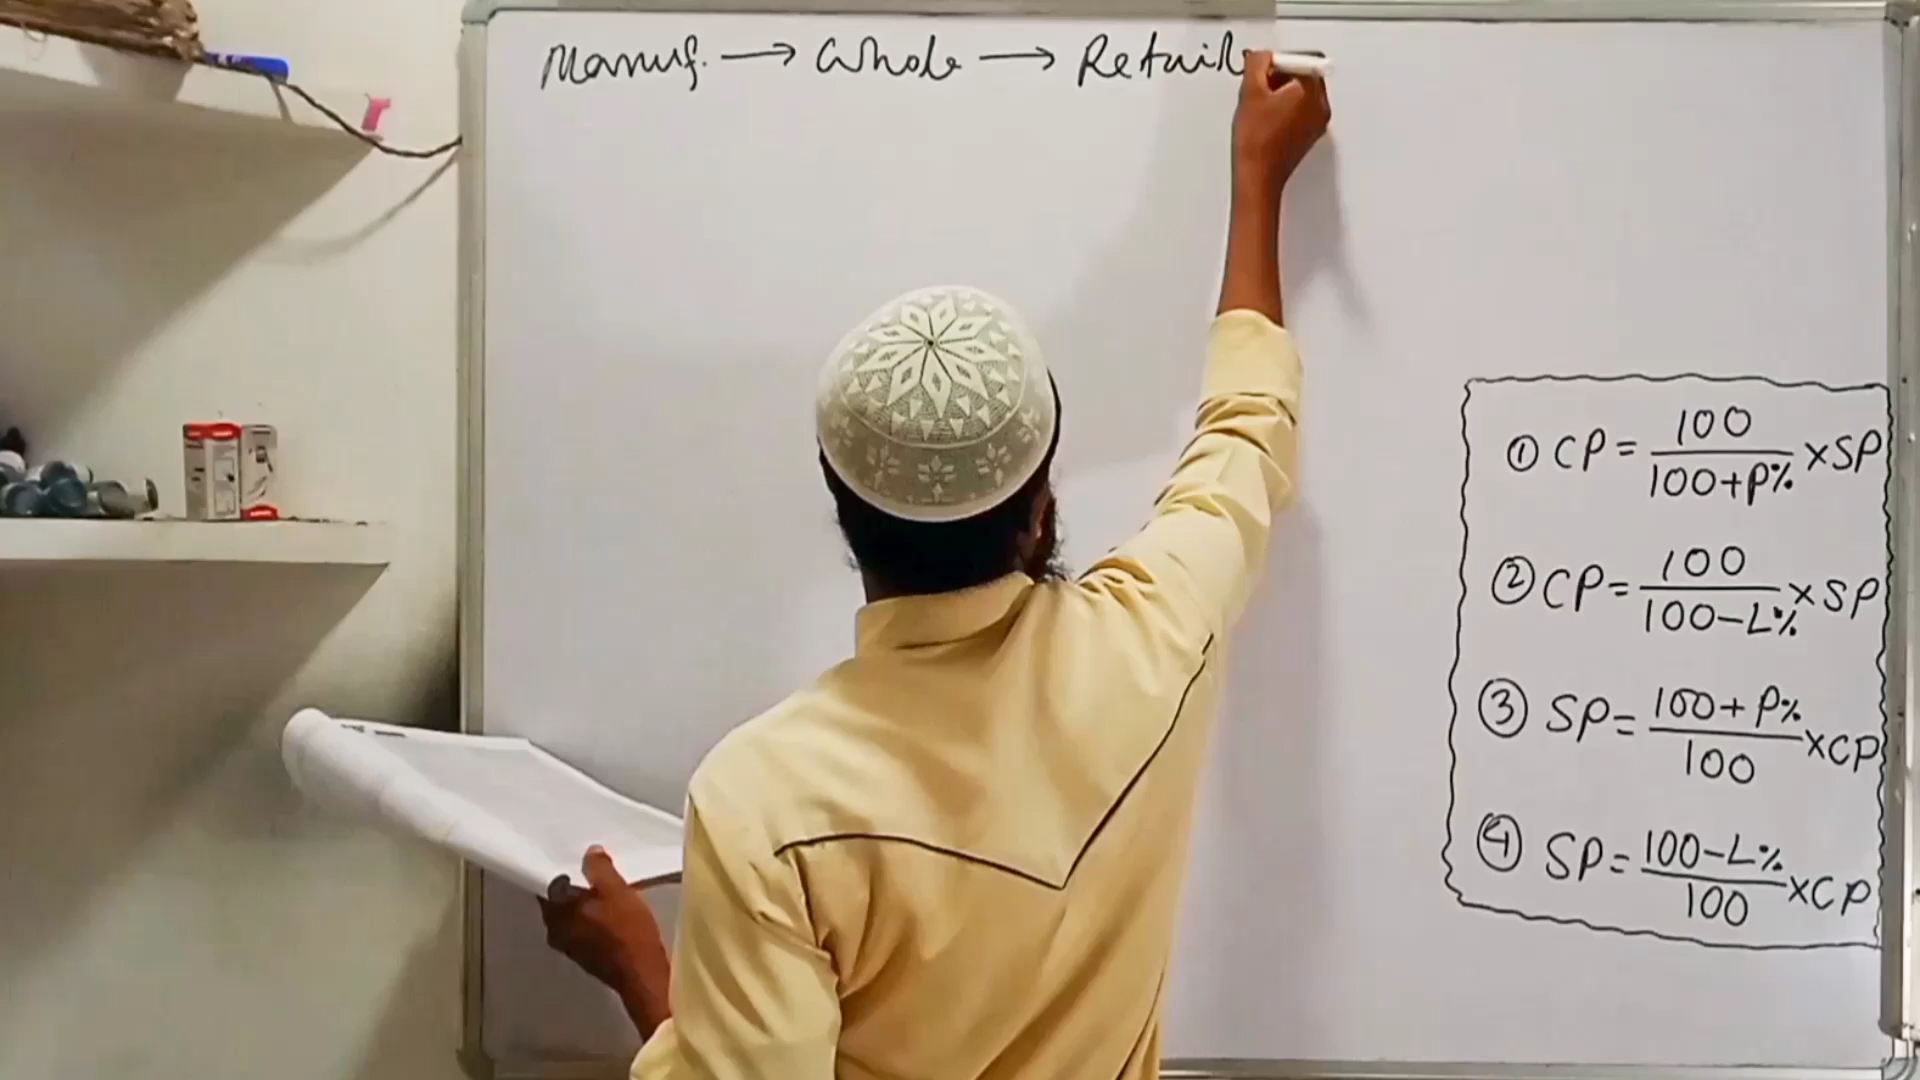 Manuf. → Whole → Retail
① CP = 100 / 100+P% × SP
② CP = 100 / 100-L% × SP
③ SP = 100+P% / 100 × CP
④ SP = 100-L% / 100 × CP